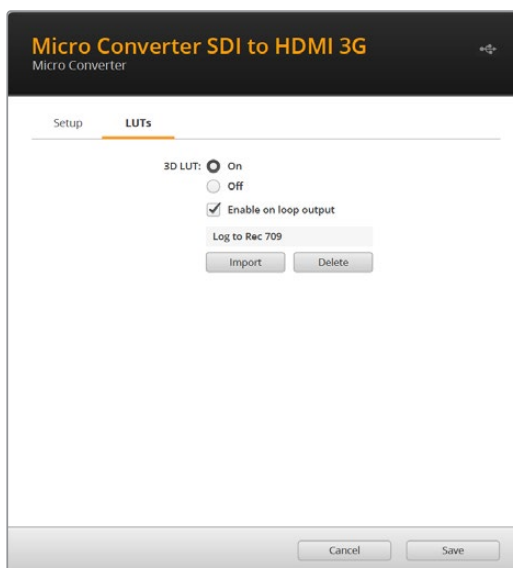 Micro Converter SDI to HDMI 3G
Micro Converter
Setup LUTs
3D LUT: On
Off
Enable on loop output
Log to Rec 709
Import Delete
Cancel Save